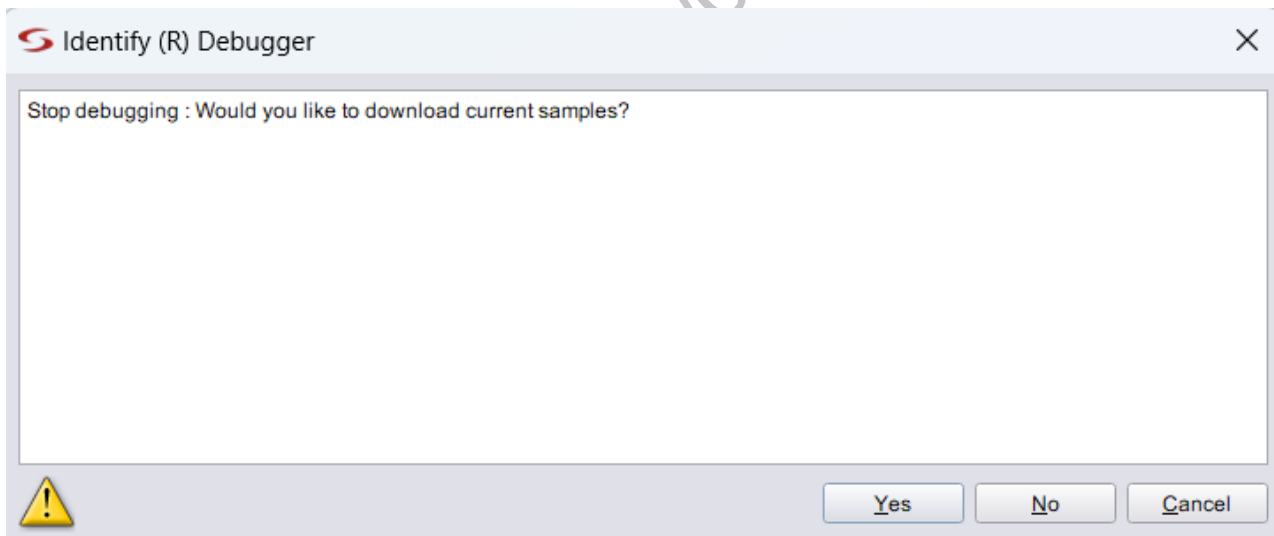 Identify (R) Debugger
Stop debugging : Would you like to download current samples?
Yes No Cancel